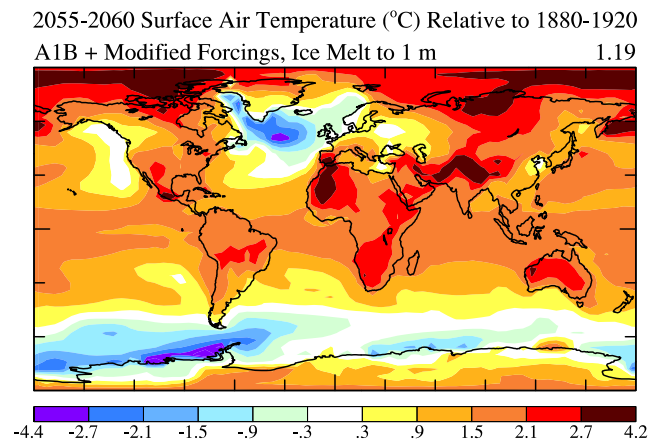 2055-2060 Surface Air Temperature (°C) Relative to 1880-1920
A1B + Modified Forcings, Ice Melt to 1 m 1.19
-4.4 -2.7 -2.1 -1.5 -.9 -.3 .3 .9 1.5 2.1 2.7 4.2